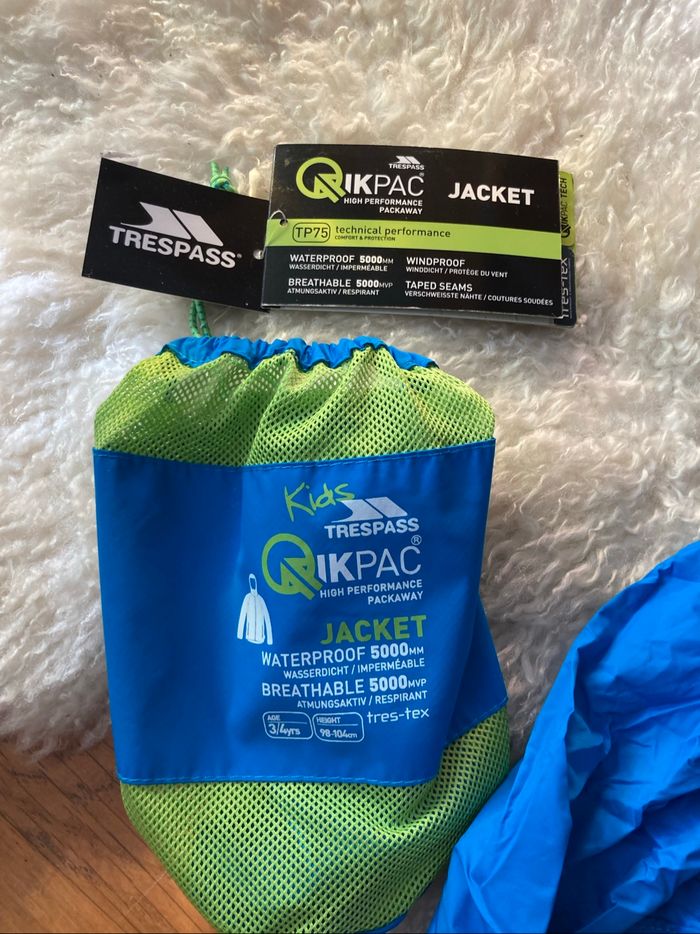 TRESPASS®
TRESPASS
QIKPAC®
HIGH PERFORMANCE
PACKAWAY
JACKET
TP75 technical performance
COMFORT & PROTECTION
WATERPROOF 5000MM
WASSERDICHT / IMPERMÉABLE
BREATHABLE 5000MVP
ATMUNGSAKTIV / RESPIRANT
WINDPROOF
WINDDICHT / PROTÈGE DU VENT
TAPED SEAMS
VERSCHWEISSTE NÄHTE / COUTURES SOUDÉES
QIKPAC TECH
tres-tex
Kids
TRESPASS
QIKPAC®
HIGH PERFORMANCE
PACKAWAY
JACKET
WATERPROOF 5000MM
WASSERDICHT / IMPERMÉABLE
BREATHABLE 5000MVP
ATMUNGSAKTIV / RESPIRANT
AGE
3/4yrs
HEIGHT
98-104cm
tres-tex